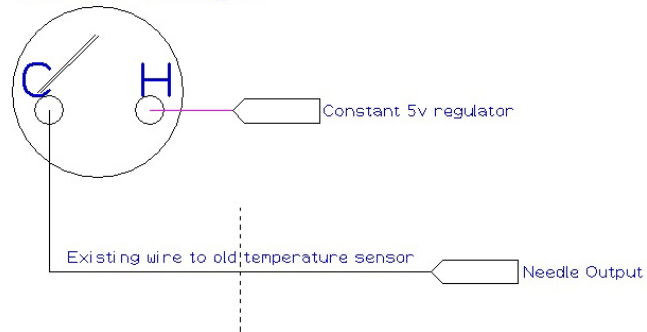 C H
Constant 5v regulator
Existing wire to old temperature sensor
Needle Output